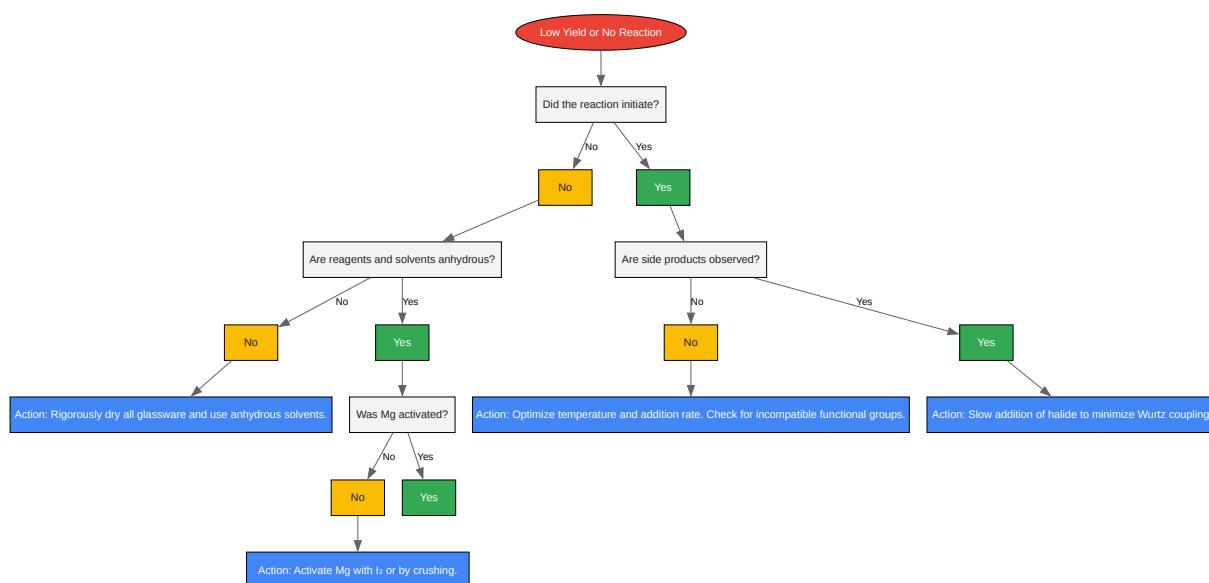 Low Yield or No Reaction
Did the reaction initiate?
No
Yes
No
Yes
Are reagents and solvents anhydrous?
Are side products observed?
No
Yes
No
Yes
No
Yes
No
Yes
Action: Rigorously dry all glassware and use anhydrous solvents.
Was Mg activated?
Action: Optimize temperature and addition rate. Check for incompatible functional groups.
Action: Slow addition of halide to minimize Wurtz coupling
No
Yes
No
Yes
Action: Activate Mg with I₂ or by crushing.